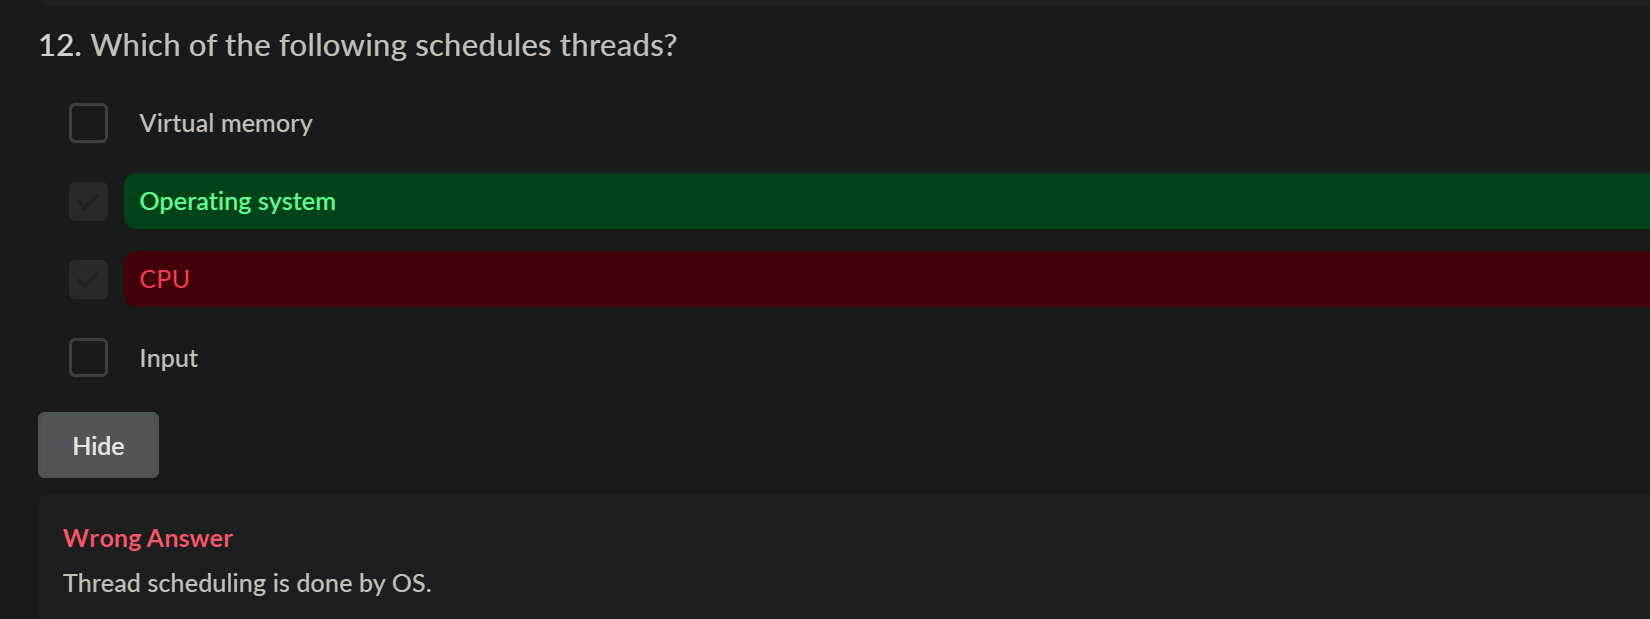 12. Which of the following schedules threads?
Virtual memory
Operating system
CPU
Input
Hide
Wrong Answer
Thread scheduling is done by OS.